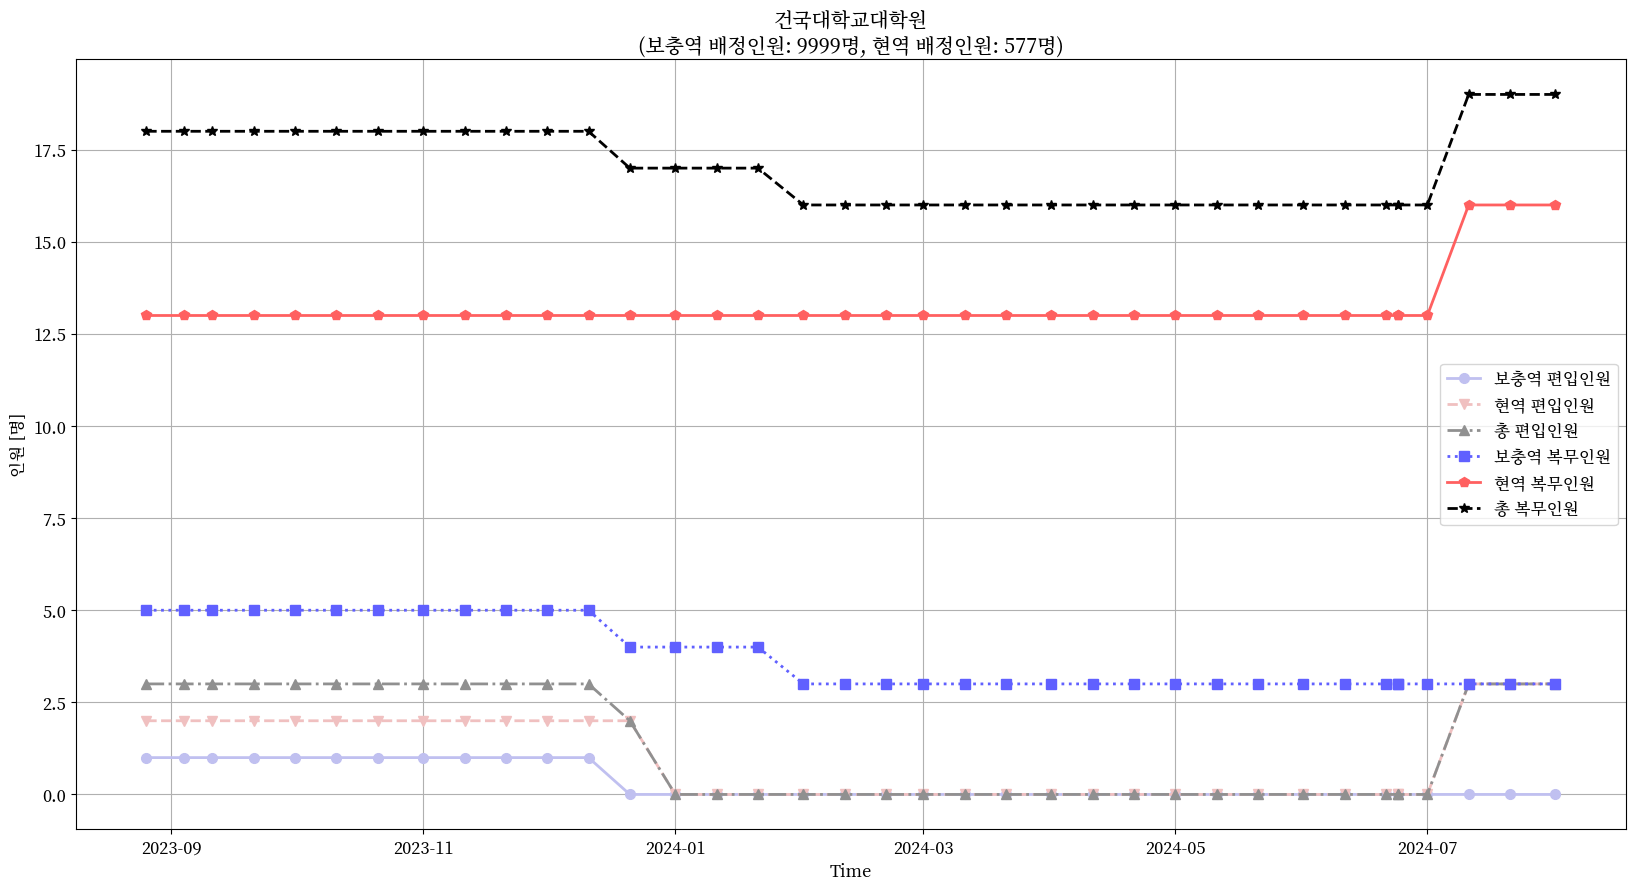 건국대학교대학원
(보충역 배정인원: 9999명, 현역 배정인원: 577명)
인원 [명]
17.5
15.0
12.5
10.0
7.5
5.0
2.5
0.0
보충역 편입인원
현역 편입인원
총 편입인원
보충역 복무인원
현역 복무인원
총 복무인원
2023-09
2023-11
2024-01
2024-03
2024-05
2024-07
Time